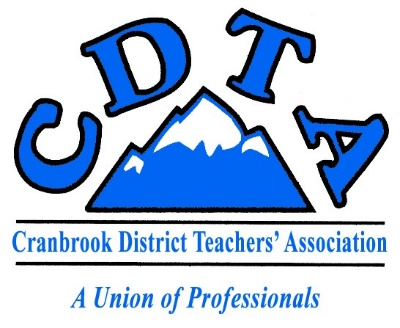 CDTA
Cranbrook District Teachers' Association
A Union of Professionals